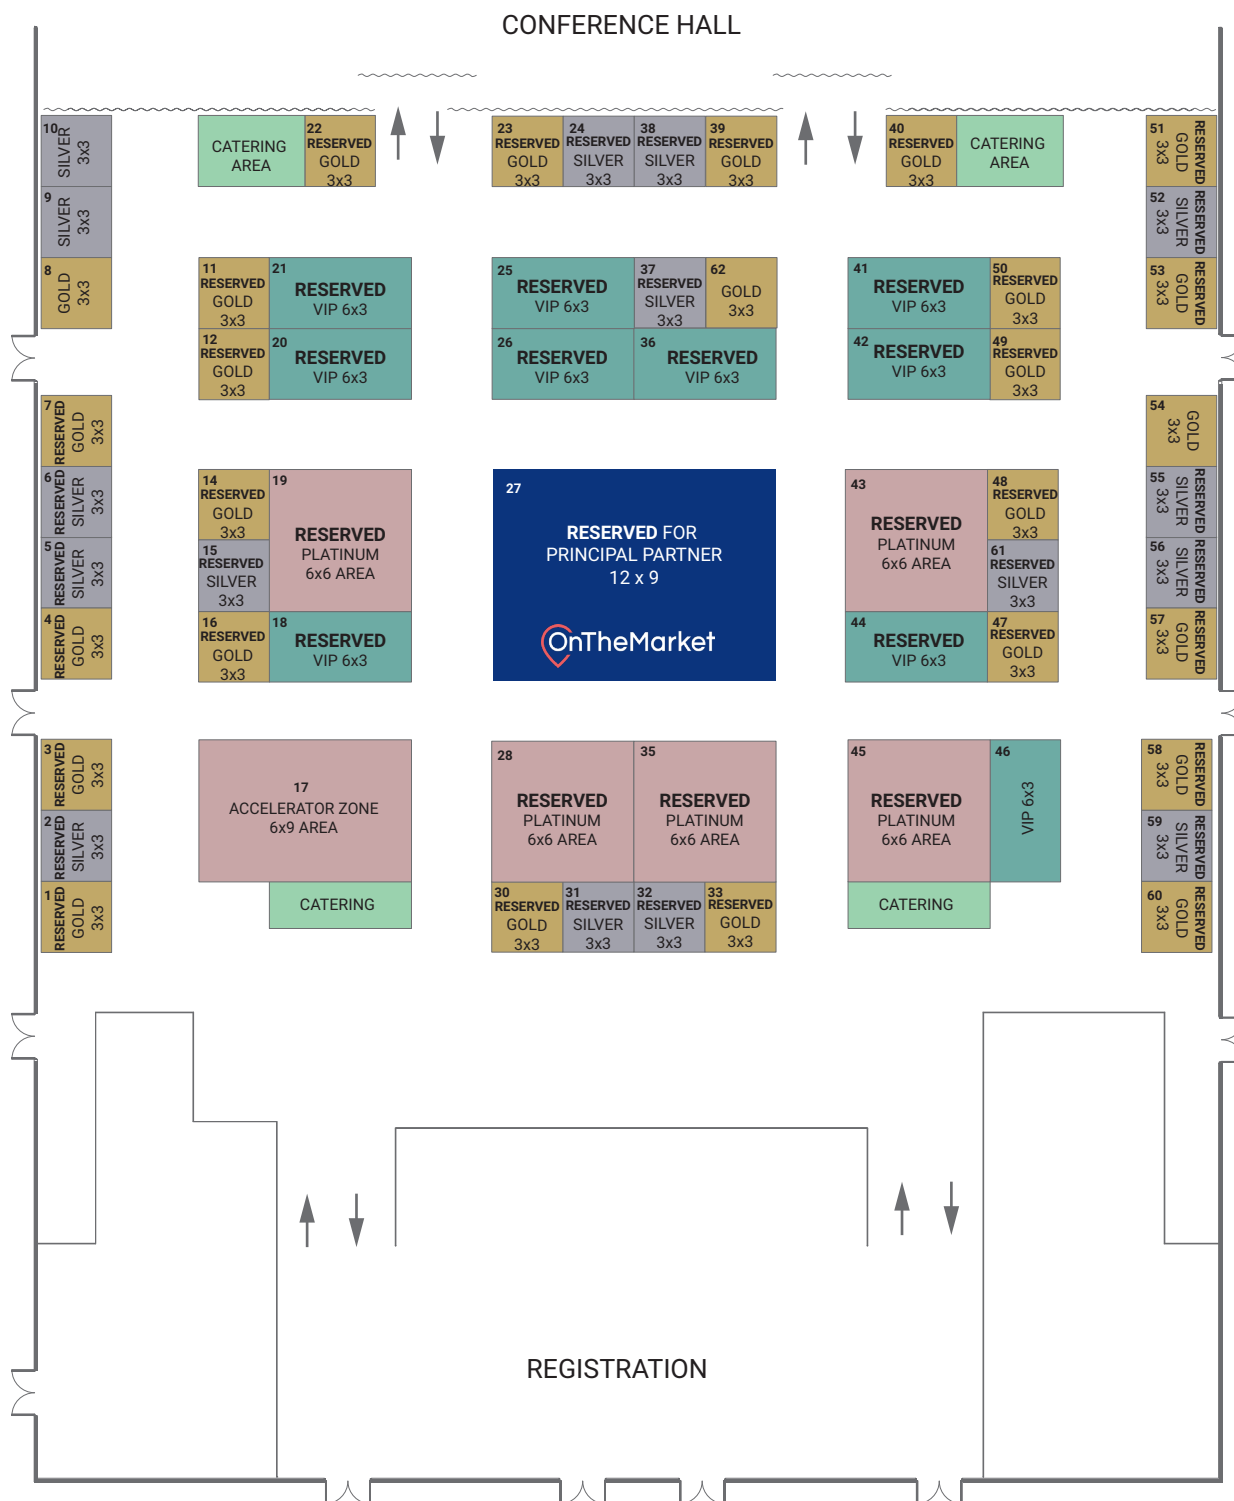 CONFERENCE HALL
10
SILVER
3x3
CATERING
AREA
22
RESERVED
GOLD
3x3
23
RESERVED
GOLD
3x3
24
RESERVED
SILVER
3x3
38
RESERVED
SILVER
3x3
39
RESERVED
GOLD
3x3
40
RESERVED
GOLD
3x3
CATERING
AREA
51
RESERVED
GOLD
3x3
9
SILVER
3x3
52
RESERVED
SILVER
3x3
8
GOLD
3x3
11
RESERVED
GOLD
3x3
21
RESERVED
VIP 6x3
25
RESERVED
VIP 6x3
37
RESERVED
SILVER
3x3
62
GOLD
3x3
41
RESERVED
VIP 6x3
50
RESERVED
GOLD
3x3
53
RESERVED
GOLD
3x3
12
RESERVED
GOLD
3x3
20
RESERVED
VIP 6x3
26
RESERVED
VIP 6x3
36
RESERVED
VIP 6x3
42
RESERVED
VIP 6x3
49
RESERVED
GOLD
3x3
7
RESERVED
GOLD
3x3
54
GOLD
3x3
6
RESERVED
SILVER
3x3
14
RESERVED
GOLD
3x3
19
RESERVED
PLATINUM
6x6 AREA
27
RESERVED FOR
PRINCIPAL PARTNER
12 x 9
OnTheMarket
43
RESERVED
PLATINUM
6x6 AREA
48
RESERVED
GOLD
3x3
55
RESERVED
SILVER
3x3
5
RESERVED
SILVER
3x3
15
RESERVED
SILVER
3x3
61
RESERVED
SILVER
3x3
56
RESERVED
SILVER
3x3
4
RESERVED
GOLD
3x3
16
RESERVED
GOLD
3x3
18
RESERVED
VIP 6x3
44
RESERVED
VIP 6x3
47
RESERVED
GOLD
3x3
57
RESERVED
GOLD
3x3
3
RESERVED
GOLD
3x3
17
ACCELERATOR ZONE
6x9 AREA
28
RESERVED
PLATINUM
6x6 AREA
35
RESERVED
PLATINUM
6x6 AREA
45
RESERVED
PLATINUM
6x6 AREA
46
VIP 6x3
58
RESERVED
GOLD
3x3
2
RESERVED
SILVER
3x3
59
RESERVED
SILVER
3x3
1
RESERVED
GOLD
3x3
CATERING
30
RESERVED
GOLD
3x3
31
RESERVED
SILVER
3x3
32
RESERVED
SILVER
3x3
33
RESERVED
GOLD
3x3
CATERING
60
RESERVED
GOLD
3x3
REGISTRATION